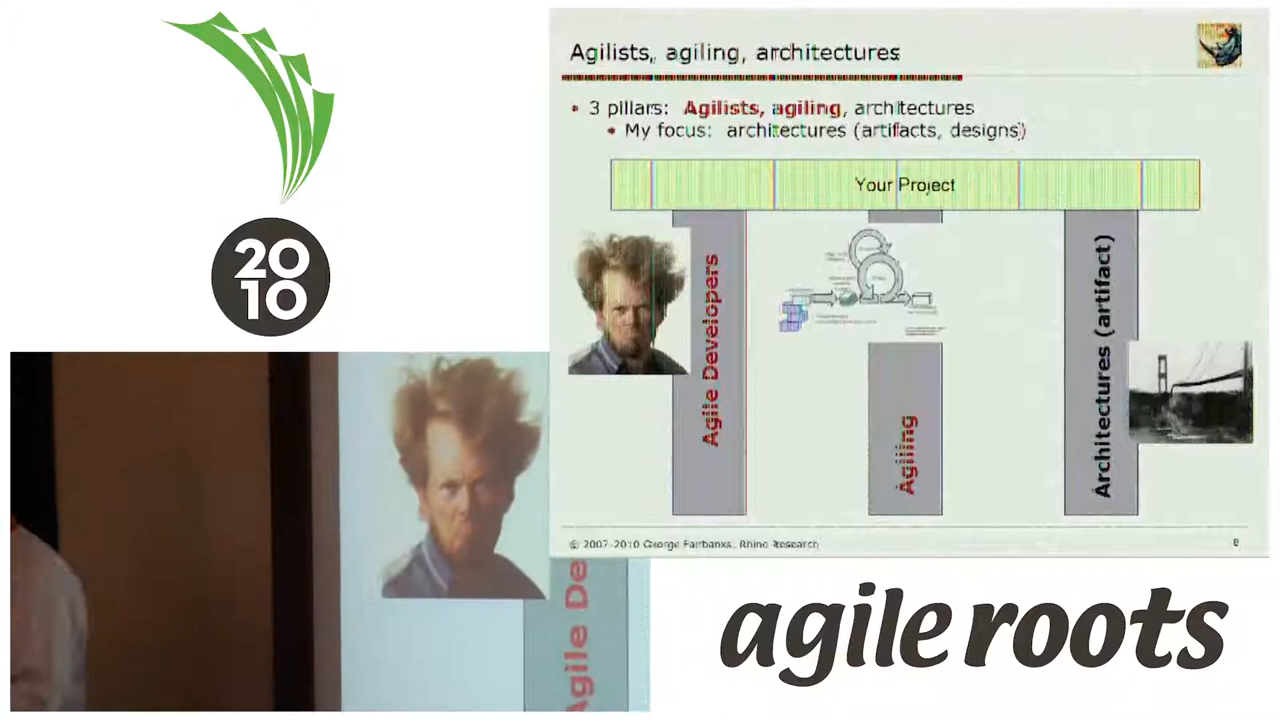 Agilists, agiling, architectures
• 3 pillars: Agilists, agiling, architectures
• My focus: architectures (artifacts, designs)
Your Project
Agile Developers
Agiling
Architectures (artifact)
© 2007-2010 George Fairbanks, Rhino Research
8
20
10
Agile De
agile roots